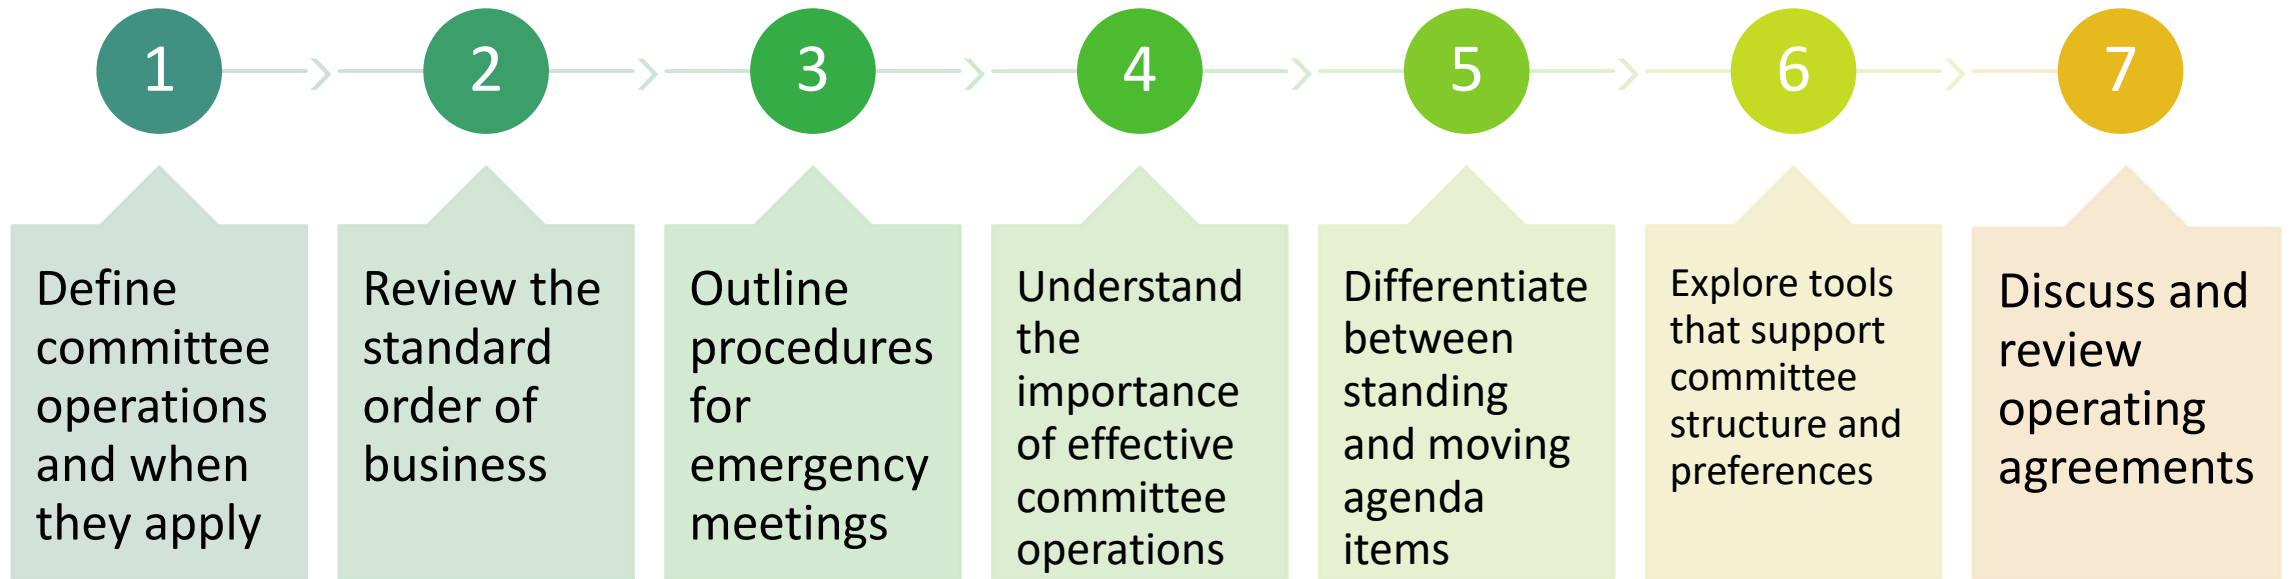 1
2
3
4
5
6
7
Define
committee
operations
and when
they apply
Review the
standard
order of
business
Outline
procedures
for
emergency
meetings
Understand
the
importance
of effective
committee
operations
Differentiate
between
standing
and moving
agenda
items
Explore tools
that support
committee
structure and
preferences
Discuss and
review
operating
agreements